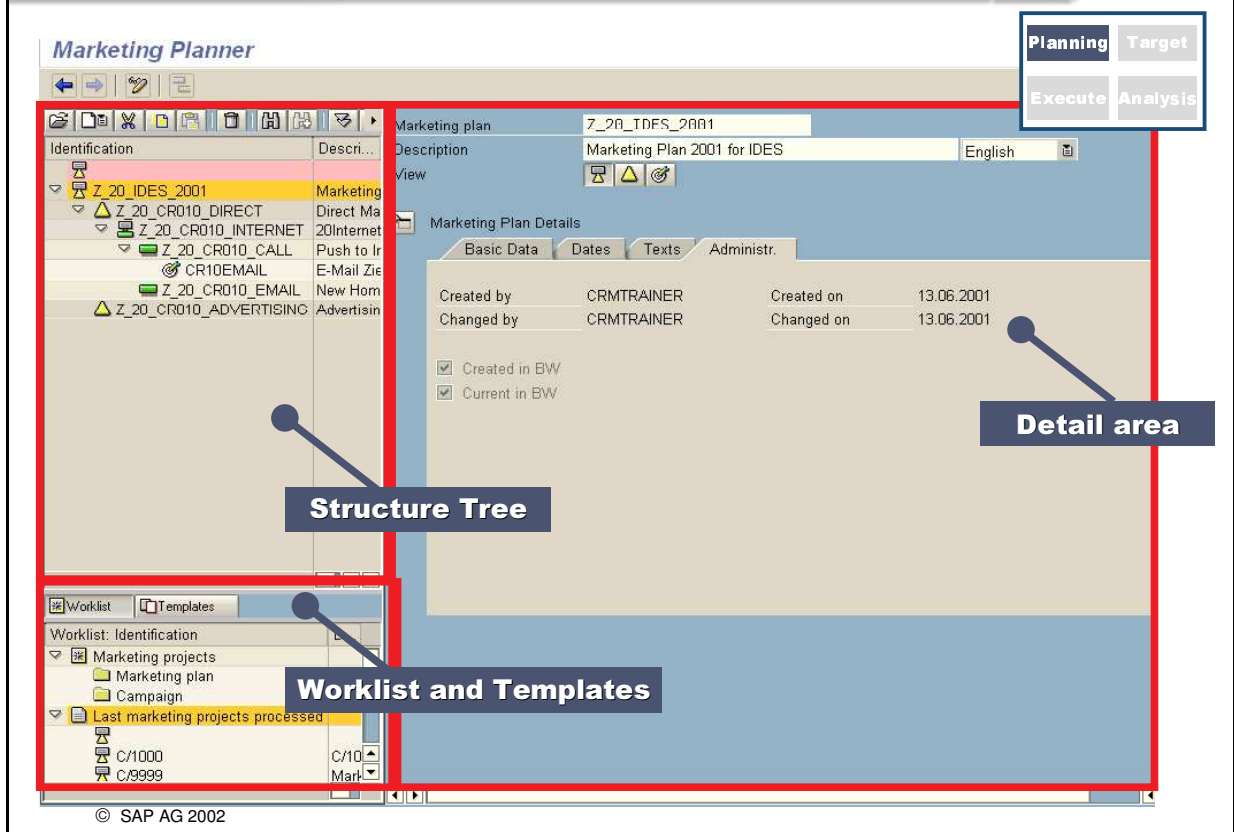 Marketing Planner
Planning Target
Execute Analysis
Identification Descri...
Z_20_IDES_2001 Marketing
Z_20_CR010_DIRECT Direct Ma
Z_20_CR010_INTERNET 20Internet
Z_20_CR010_CALL Push to Ir
CR10EMAIL E-Mail Zie
Z_20_CR010_EMAIL New Hom
Z_20_CR010_ADVERTISING Advertisin
Marketing plan Z_20_IDES_2001
Description Marketing Plan 2001 for IDES English
View
Marketing Plan Details
Basic Data Dates Texts Administr.
Created by CRMTRAINER Created on 13.06.2001
Changed by CRMTRAINER Changed on 13.06.2001
Created in BW
Current in BW
Detail area
Structure Tree
Worklist Templates
Worklist: Identification
Marketing projects
Marketing plan
Campaign
Worklist and Templates
Last marketing projects processed
C/1000 C/10
C/9999 Mark
© SAP AG 2002